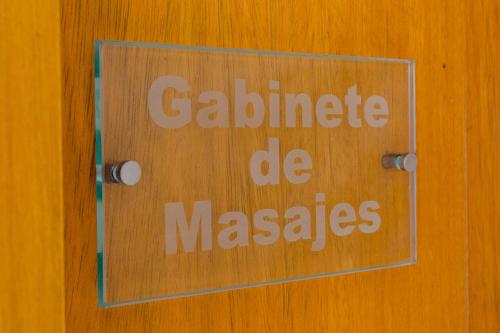 Gabinete
de
Masajes